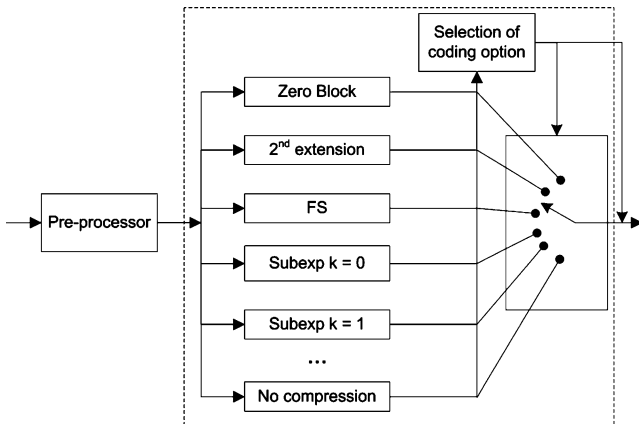 Selection of
coding option
Zero Block
2nd extension
FS
Pre-processor
Subexp k = 0
Subexp k = 1
...
No compression